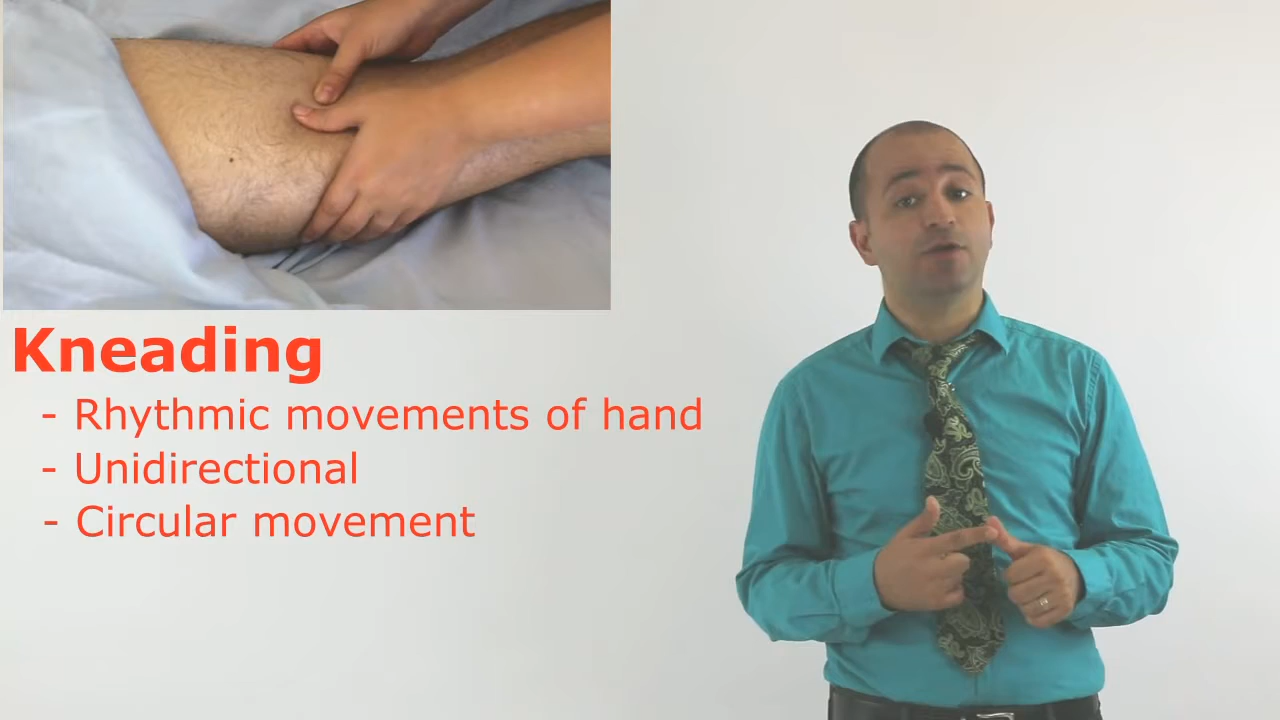 Kneading
- Rhythmic movements of hand
- Unidirectional
- Circular movement